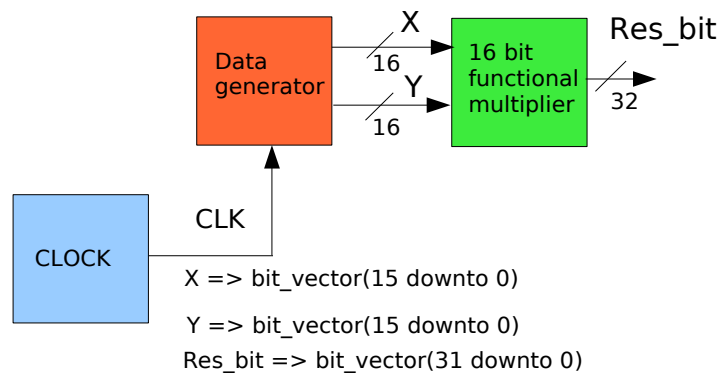 X
Res_bit
Data
generator
16
16 bit
functional
multiplier
Y
16
32
CLK
CLOCK
X => bit_vector(15 downto 0)
Y => bit_vector(15 downto 0)
Res_bit => bit_vector(31 downto 0)